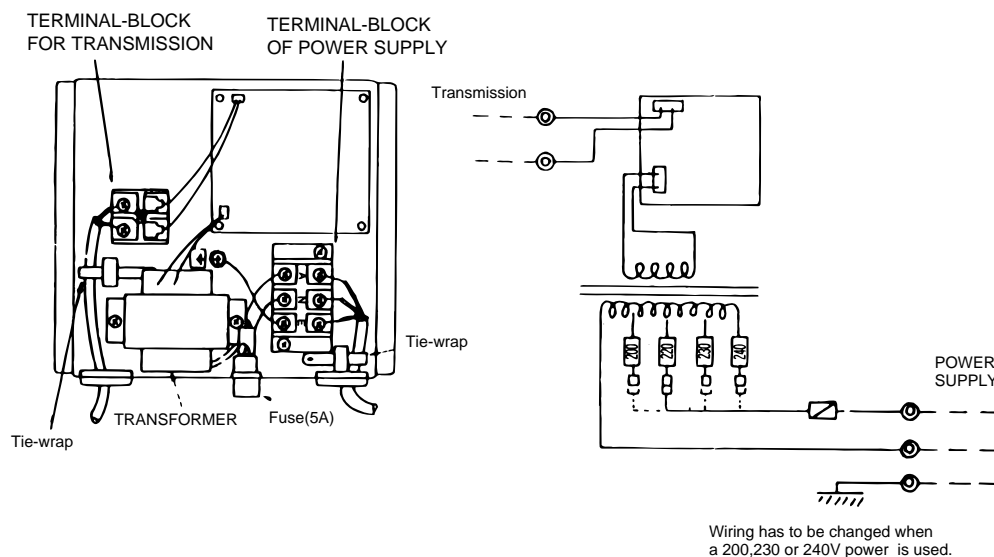 TERMINAL-BLOCK
FOR TRANSMISSION
TERMINAL-BLOCK
OF POWER SUPPLY
Transmission
A
N
E
200
220
230
240
Tie-wrap
POWER
SUPPLY
TRANSFORMER
Fuse(5A)
Tie-wrap
Wiring has to be changed when
a 200,230 or 240V power is used.